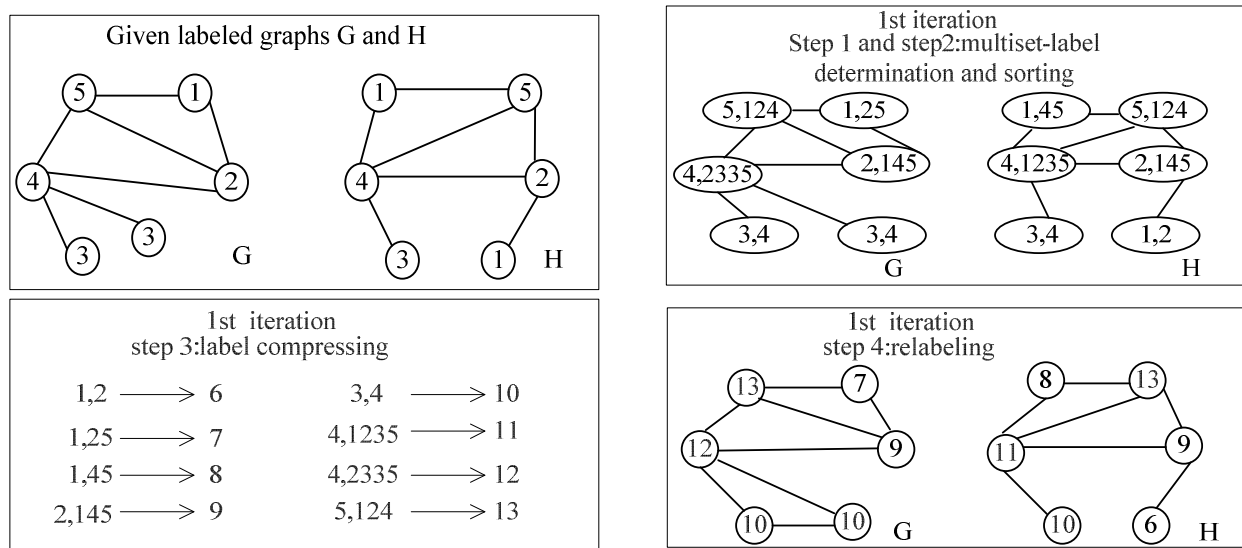 Given labeled graphs G and H
5 1
4 2
3
3
G
1 5
4 2
3 1
H
1st iteration
Step 1 and step2:multiset-label
determination and sorting
5,124 1,25
4,2335 2,145
3,4 3,4
G
1,45 5,124
4,1235 2,145
3,4 1,2
H
1st iteration
step 3:label compressing
1,2 → 6
1,25 → 7
1,45 → 8
2,145 → 9
3,4 → 10
4,1235 → 11
4,2335 → 12
5,124 → 13
1st iteration
step 4:relabeling
13 7
12 9
10 10
G
8 13
11 9
10 6
H